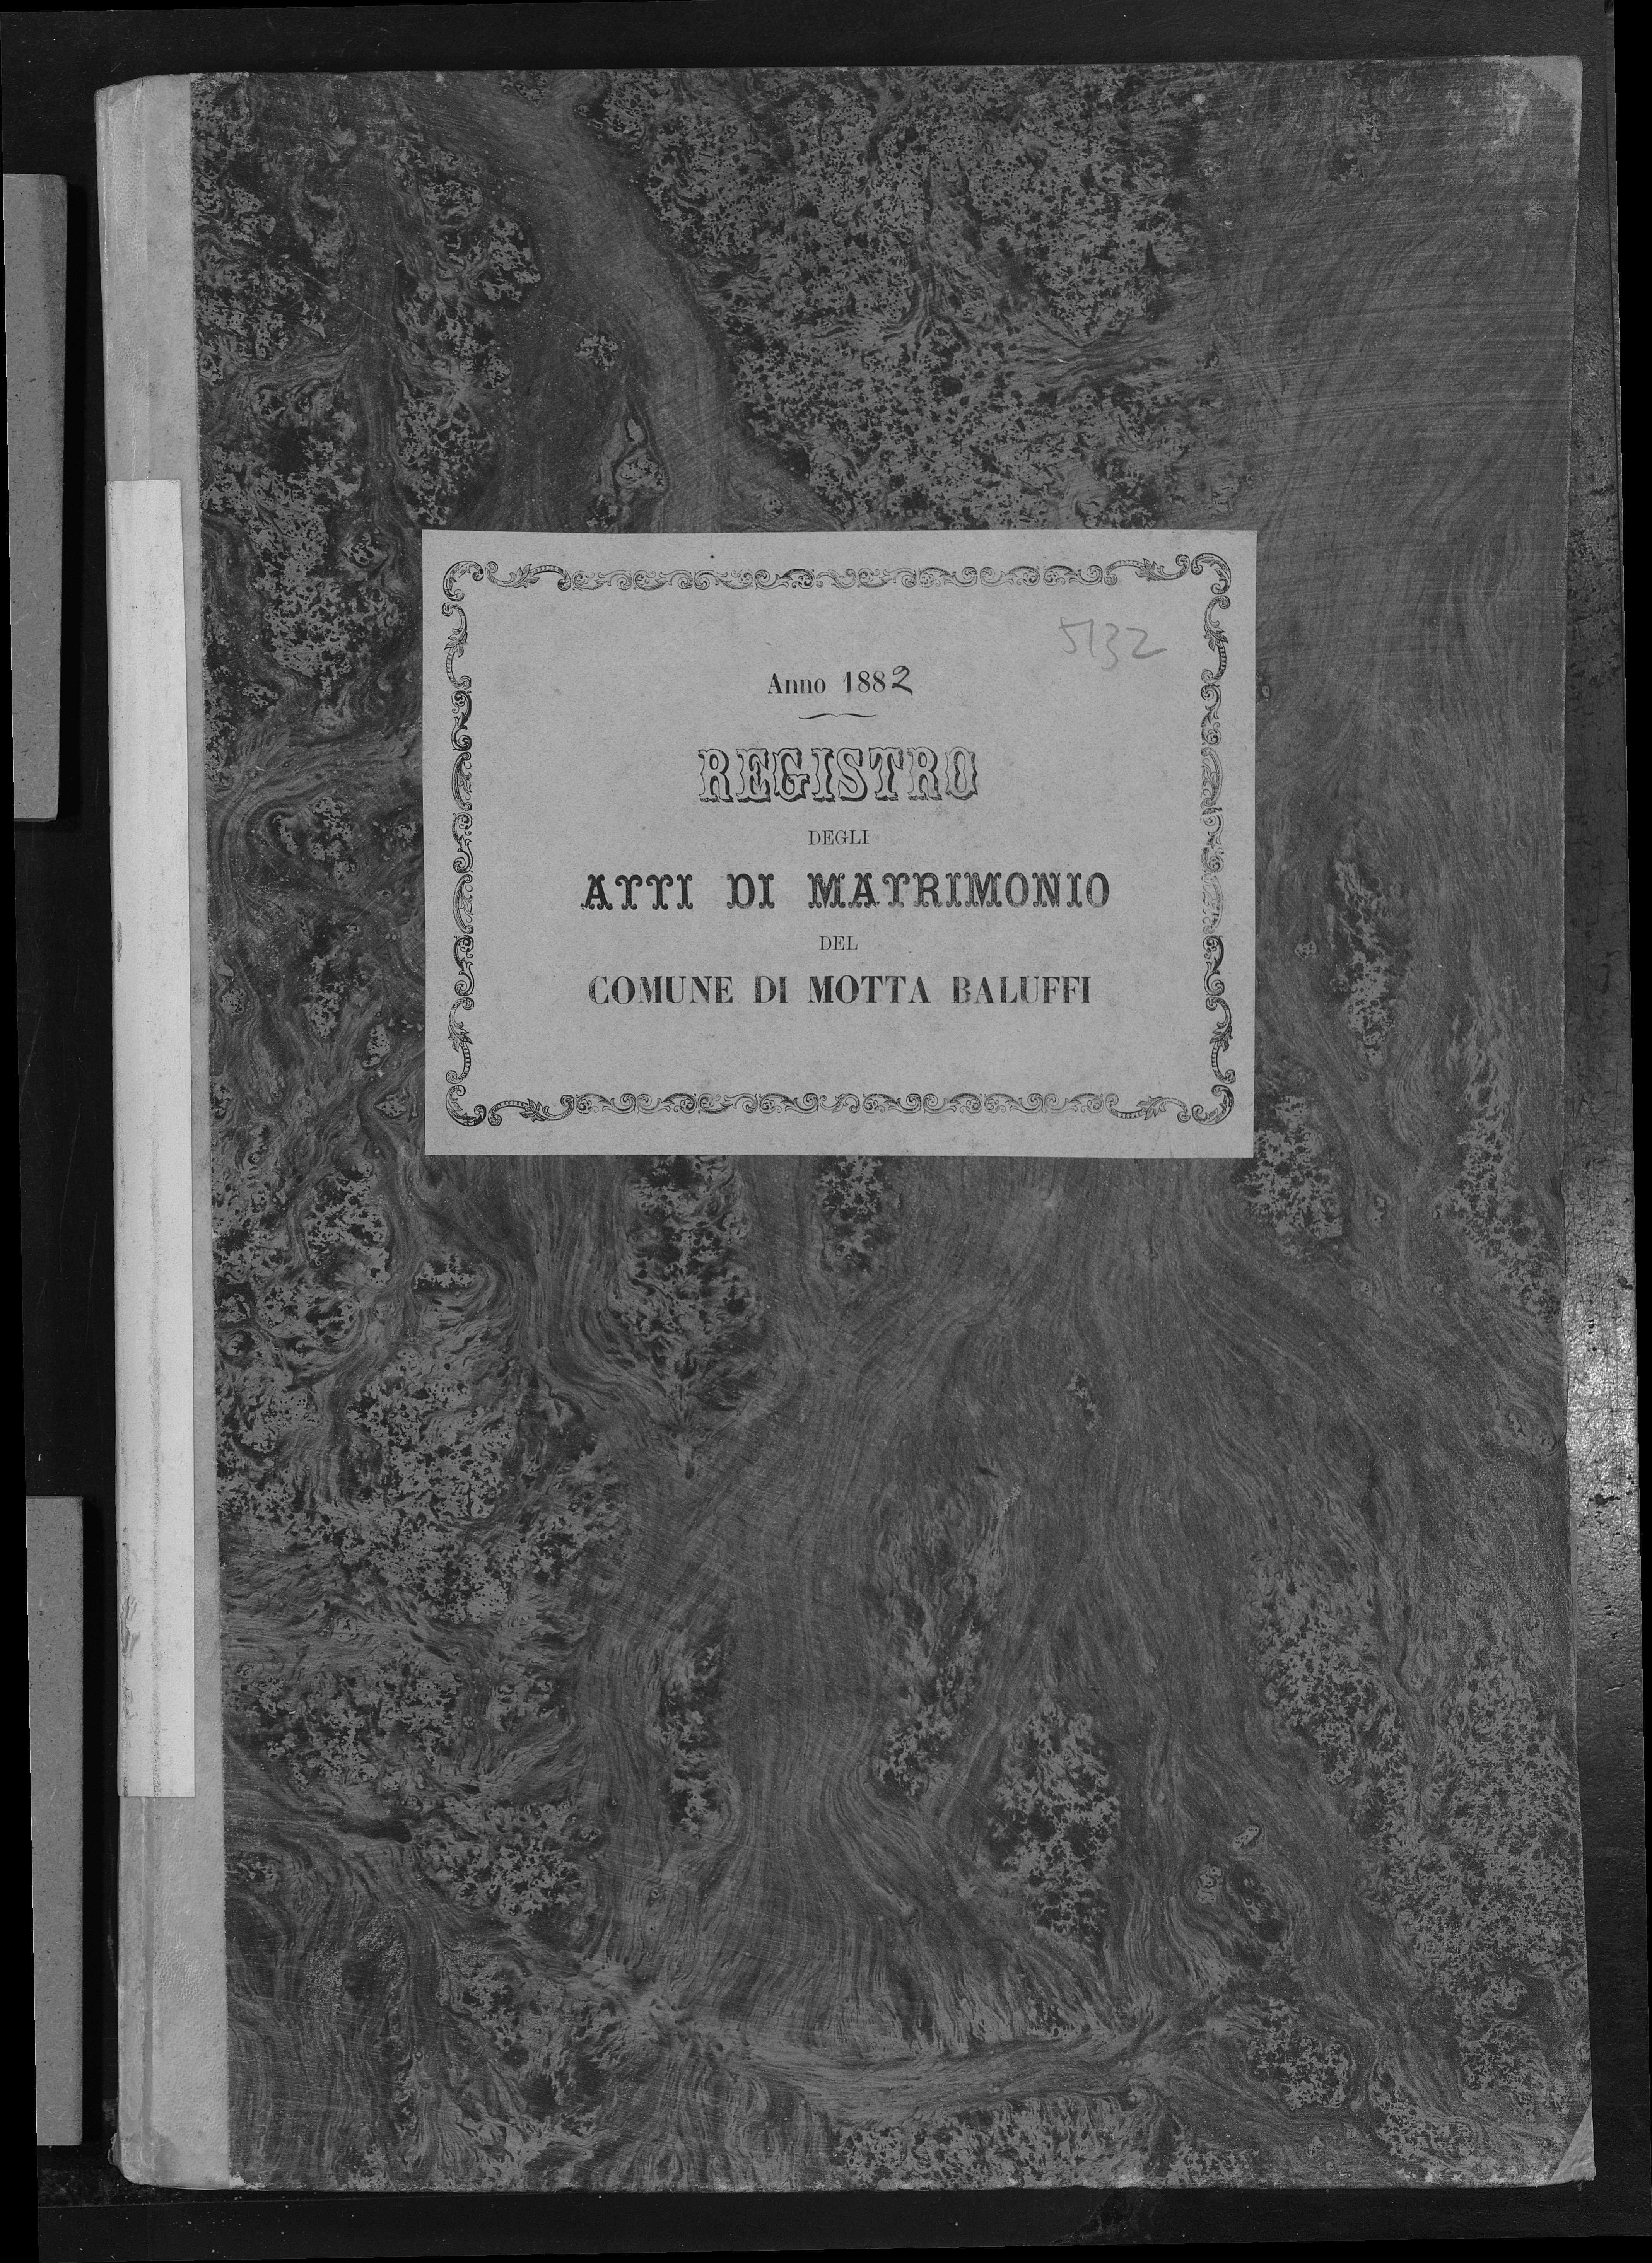 5132
Anno 1882
REGISTRO
DEGLI
ATTI DI MATRIMONIO
DEL
COMUNE DI MOTTA BALUFFI